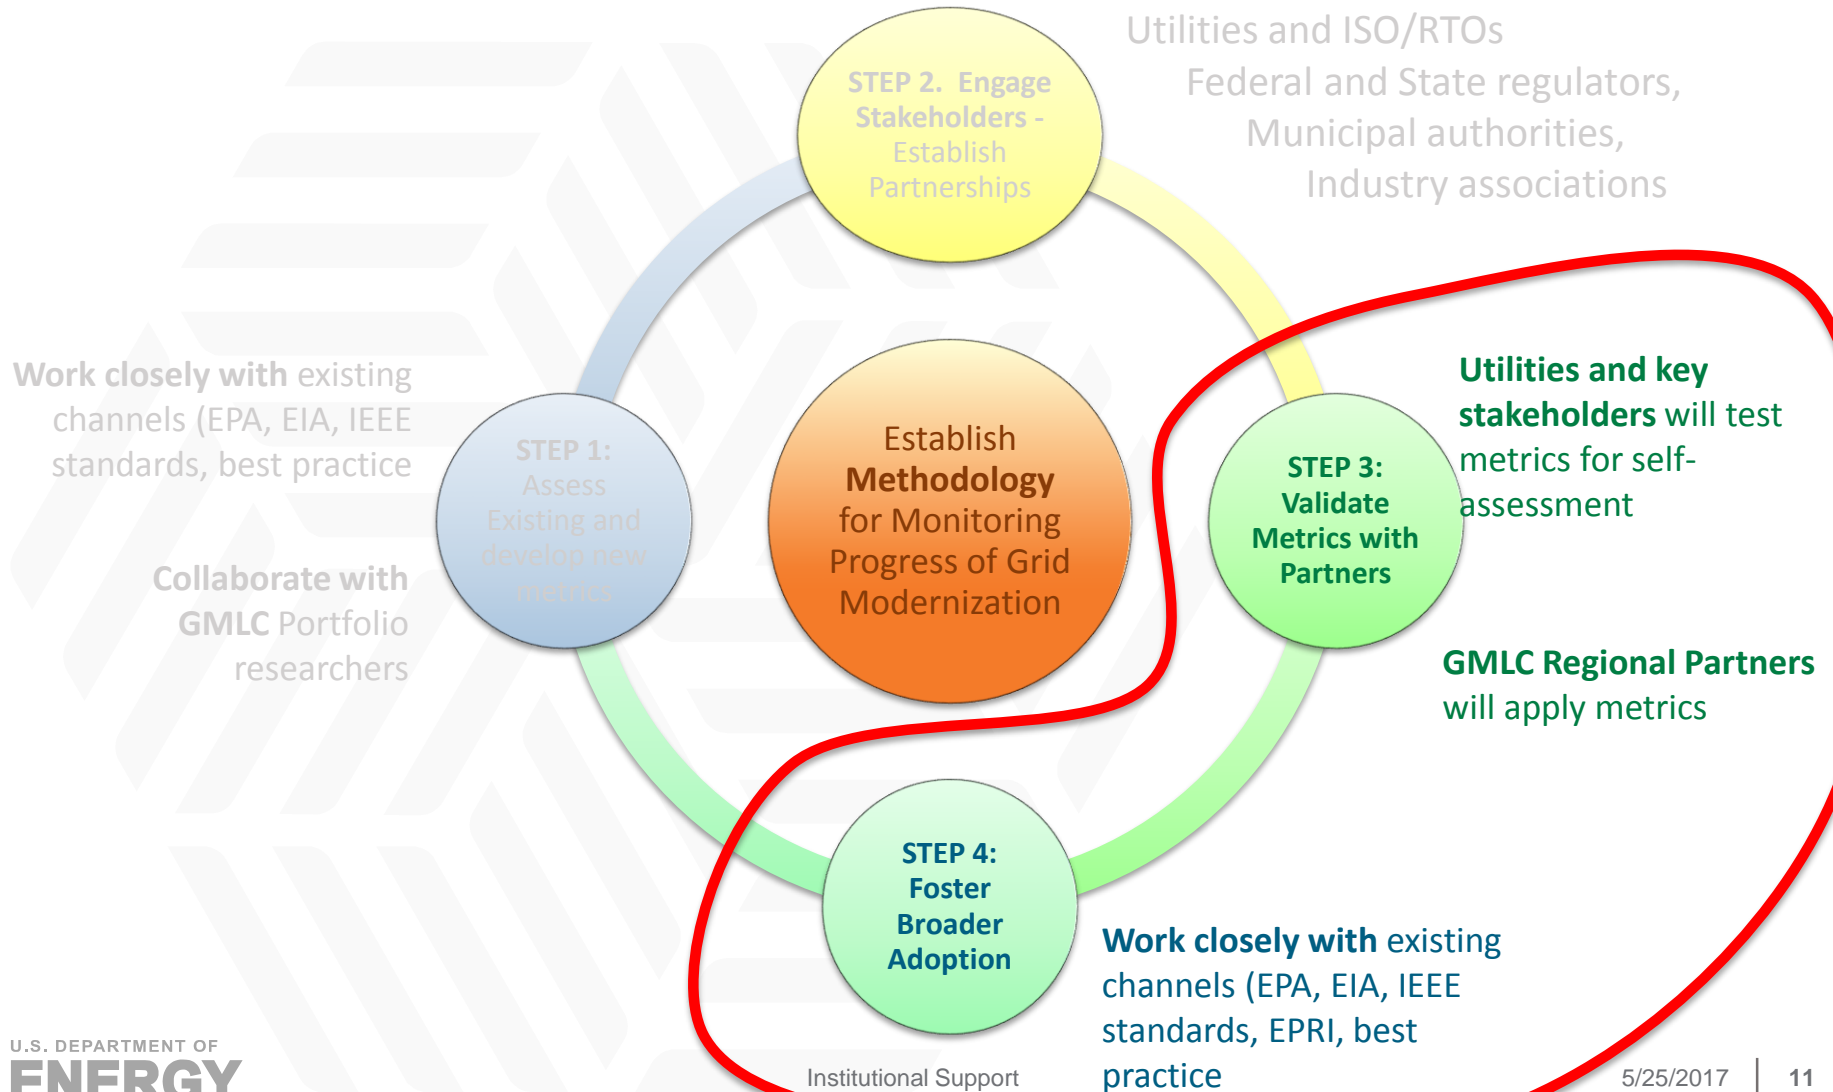 Utilities and ISO/RTOs
Federal and State regulators,
Municipal authorities,
Industry associations
STEP 2.  Engage
Stakeholders -
Establish
Partnerships
Work closely with existing
channels (EPA, EIA, IEEE
standards, best practice
Collaborate with
GMLC Portfolio
researchers
STEP 1:
Assess
Existing and
develop new
metrics
Establish
Methodology
for Monitoring
Progress of Grid
Modernization
STEP 3:
Validate
Metrics with
Partners
Utilities and key
stakeholders will test
metrics for self-
assessment
GMLC Regional Partners
will apply metrics
STEP 4:
Foster
Broader
Adoption
Work closely with existing
channels (EPA, EIA, IEEE
standards, EPRI, best
practice
U.S. DEPARTMENT OF
ENERGY
Institutional Support
5/25/2017
11